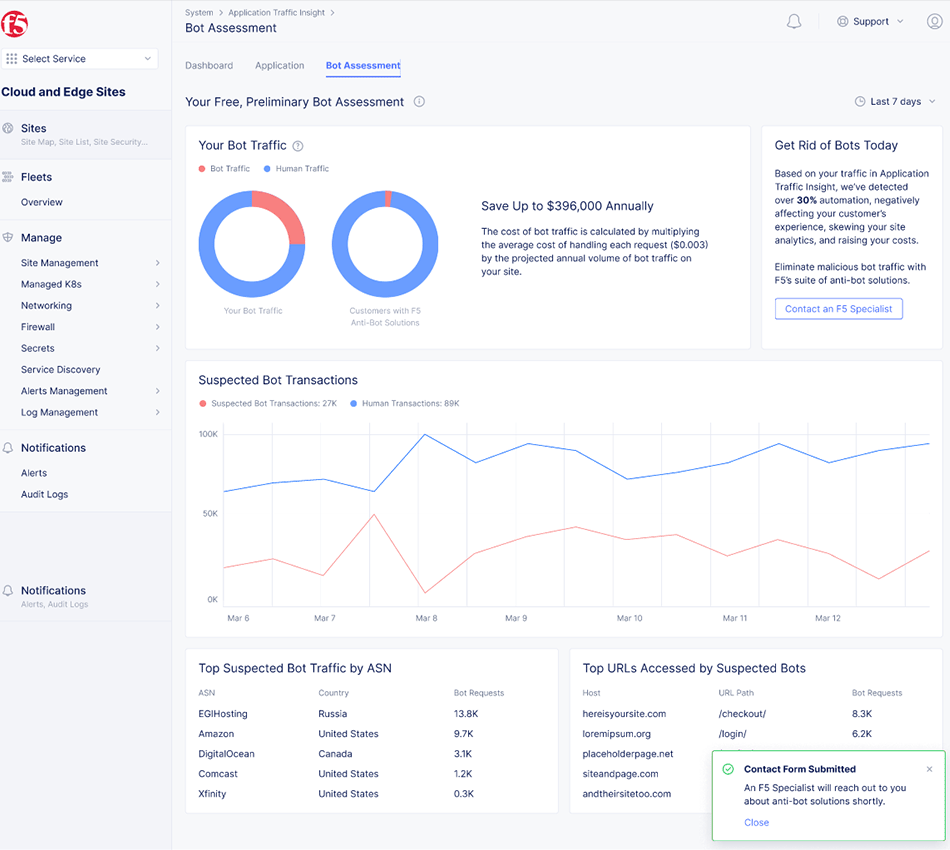 f5
System > Application Traffic Insight >
Bot Assessment
Support
Select Service
Dashboard
Application
Bot Assessment
Cloud and Edge Sites
Your Free, Preliminary Bot Assessment
Last 7 days
Sites
Site Map, Site List, Site Security...
Fleets
Overview
Manage
Site Management
Managed K8s
Networking
Firewall
Secrets
Service Discovery
Alerts Management
Log Management
Notifications
Alerts
Audit Logs
Notifications
Alerts, Audit Logs
Your Bot Traffic
Bot Traffic
Human Traffic
Your Bot Traffic
Customers with F5
Anti-Bot Solutions
Save Up to $396,000 Annually
The cost of bot traffic is calculated by multiplying
the average cost of handling each request ($0.003)
by the projected annual volume of bot traffic on
your site.
Get Rid of Bots Today
Based on your traffic in Application
Traffic Insight, we've detected
over 30% automation, negatively
affecting your customer's
experience, skewing your site
analytics, and raising your costs.
Eliminate malicious bot traffic with
F5's suite of anti-bot solutions.
Contact an F5 Specialist
Suspected Bot Transactions
Suspected Bot Transactions: 27K
Human Transactions: 89K
100K
50K
0K
Mar 6
Mar 7
Mar 8
Mar 9
Mar 10
Mar 11
Mar 12
Top Suspected Bot Traffic by ASN
ASN Country Bot Requests
EGIHosting Russia 13.8K
Amazon United States 9.7K
DigitalOcean Canada 3.1K
Comcast United States 1.2K
Xfinity United States 0.3K
Top URLs Accessed by Suspected Bots
Host URL Path Bot Requests
hereisyoursite.com /checkout/ 8.3K
loremipsum.org /login/ 6.2K
placeholderpage.net
siteandpage.com
andtheirsitetoo.com
Contact Form Submitted
An F5 Specialist will reach out to you
about anti-bot solutions shortly.
Close